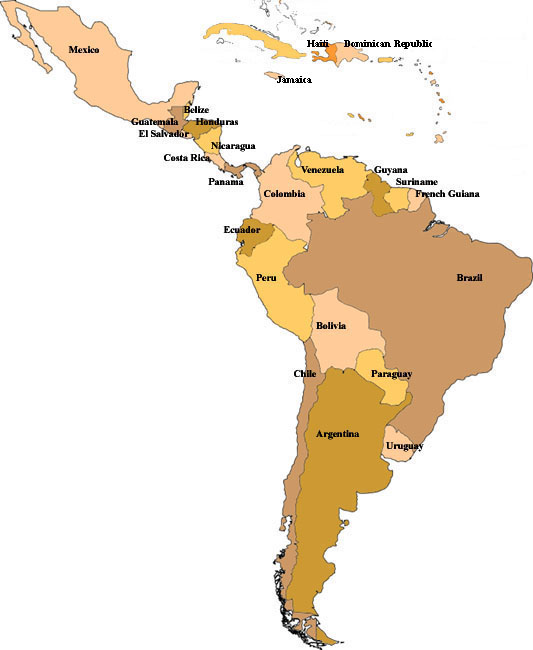 Haiti
Dominican Republic
Mexico
Jamaica
Belize
Guatemala
Honduras
El Salvador
Nicaragua
Costa Rica
Venezuela
Guyana
Panama
Suriname
Colombia
French Guiana
Ecuador
Peru
Brazil
Bolivia
Chile
Paraguay
Argentina
Uruguay